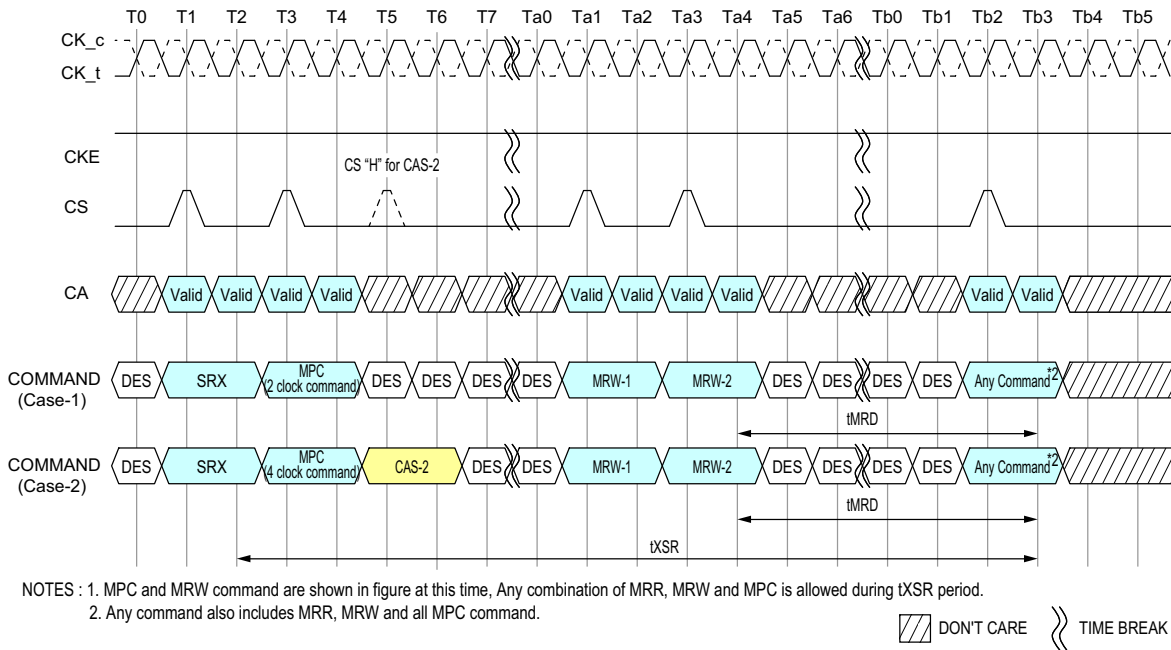 T0 T1 T2 T3 T4 T5 T6 T7 Ta0 Ta1 Ta2 Ta3 Ta4 Ta5 Ta6 Tb0 Tb1 Tb2 Tb3 Tb4 Tb5
CK_c
CK_t
CKE
CS "H" for CAS-2
CS
CA Valid Valid Valid Valid Valid Valid Valid Valid Valid Valid
COMMAND
(Case-1)
DES SRX MPC (2 clock command) DES DES DES DES MRW-1 MRW-2 DES DES DES DES Any Command*2
tMRD
COMMAND
(Case-2)
DES SRX MPC (4 clock command) CAS-2 DES DES MRW-1 MRW-2 DES DES DES DES Any Command*2
tMRD
tXSR
NOTES : 1. MPC and MRW command are shown in figure at this time, Any combination of MRR, MRW and MPC is allowed during tXSR period.
2. Any command also includes MRR, MRW and all MPC command.
DON'T CARE TIME BREAK